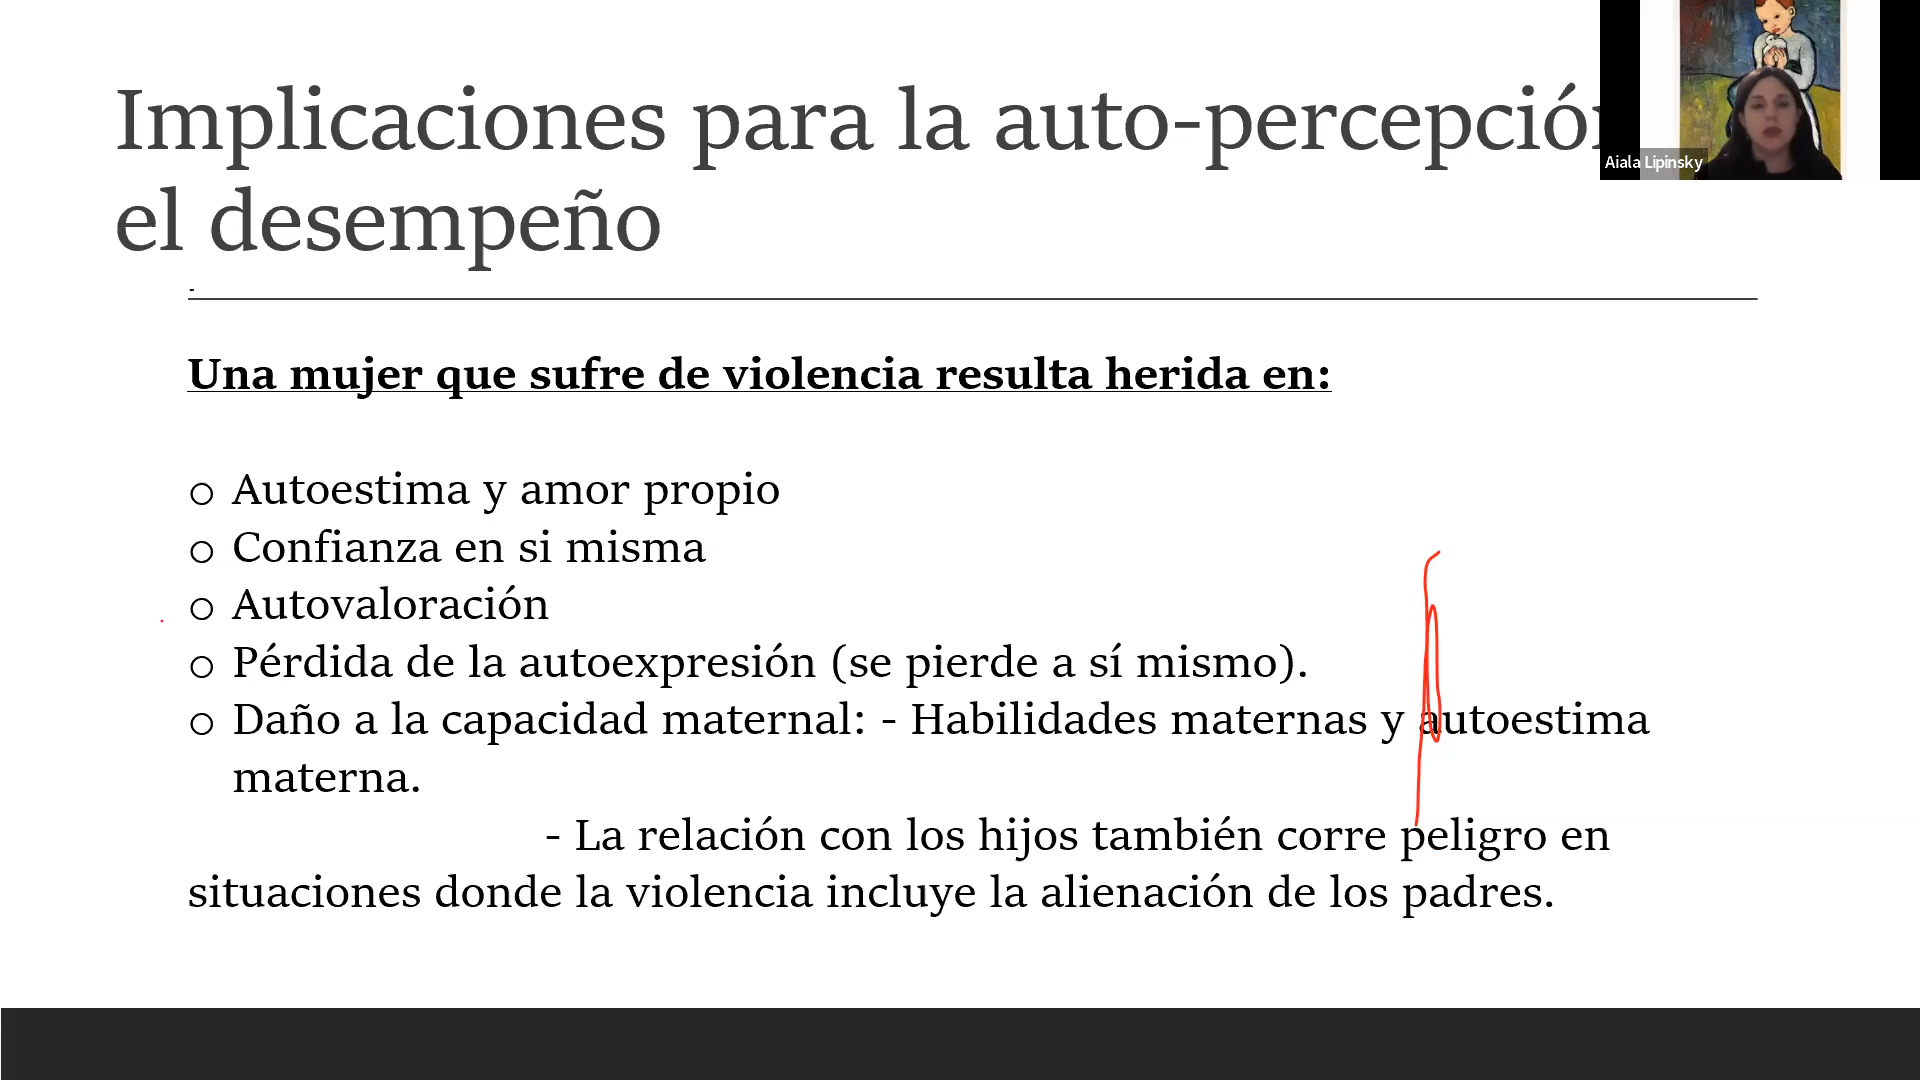 Implicaciones para la auto-percepción
el desempeño
Aiala Lipinsky
-
Una mujer que sufre de violencia resulta herida en:
o Autoestima y amor propio
o Confianza en si misma
o Autovaloración
o Pérdida de la autoexpresión (se pierde a sí mismo).
o Daño a la capacidad maternal: - Habilidades maternas y autoestima
materna.
- La relación con los hijos también corre peligro en
situaciones donde la violencia incluye la alienación de los padres.